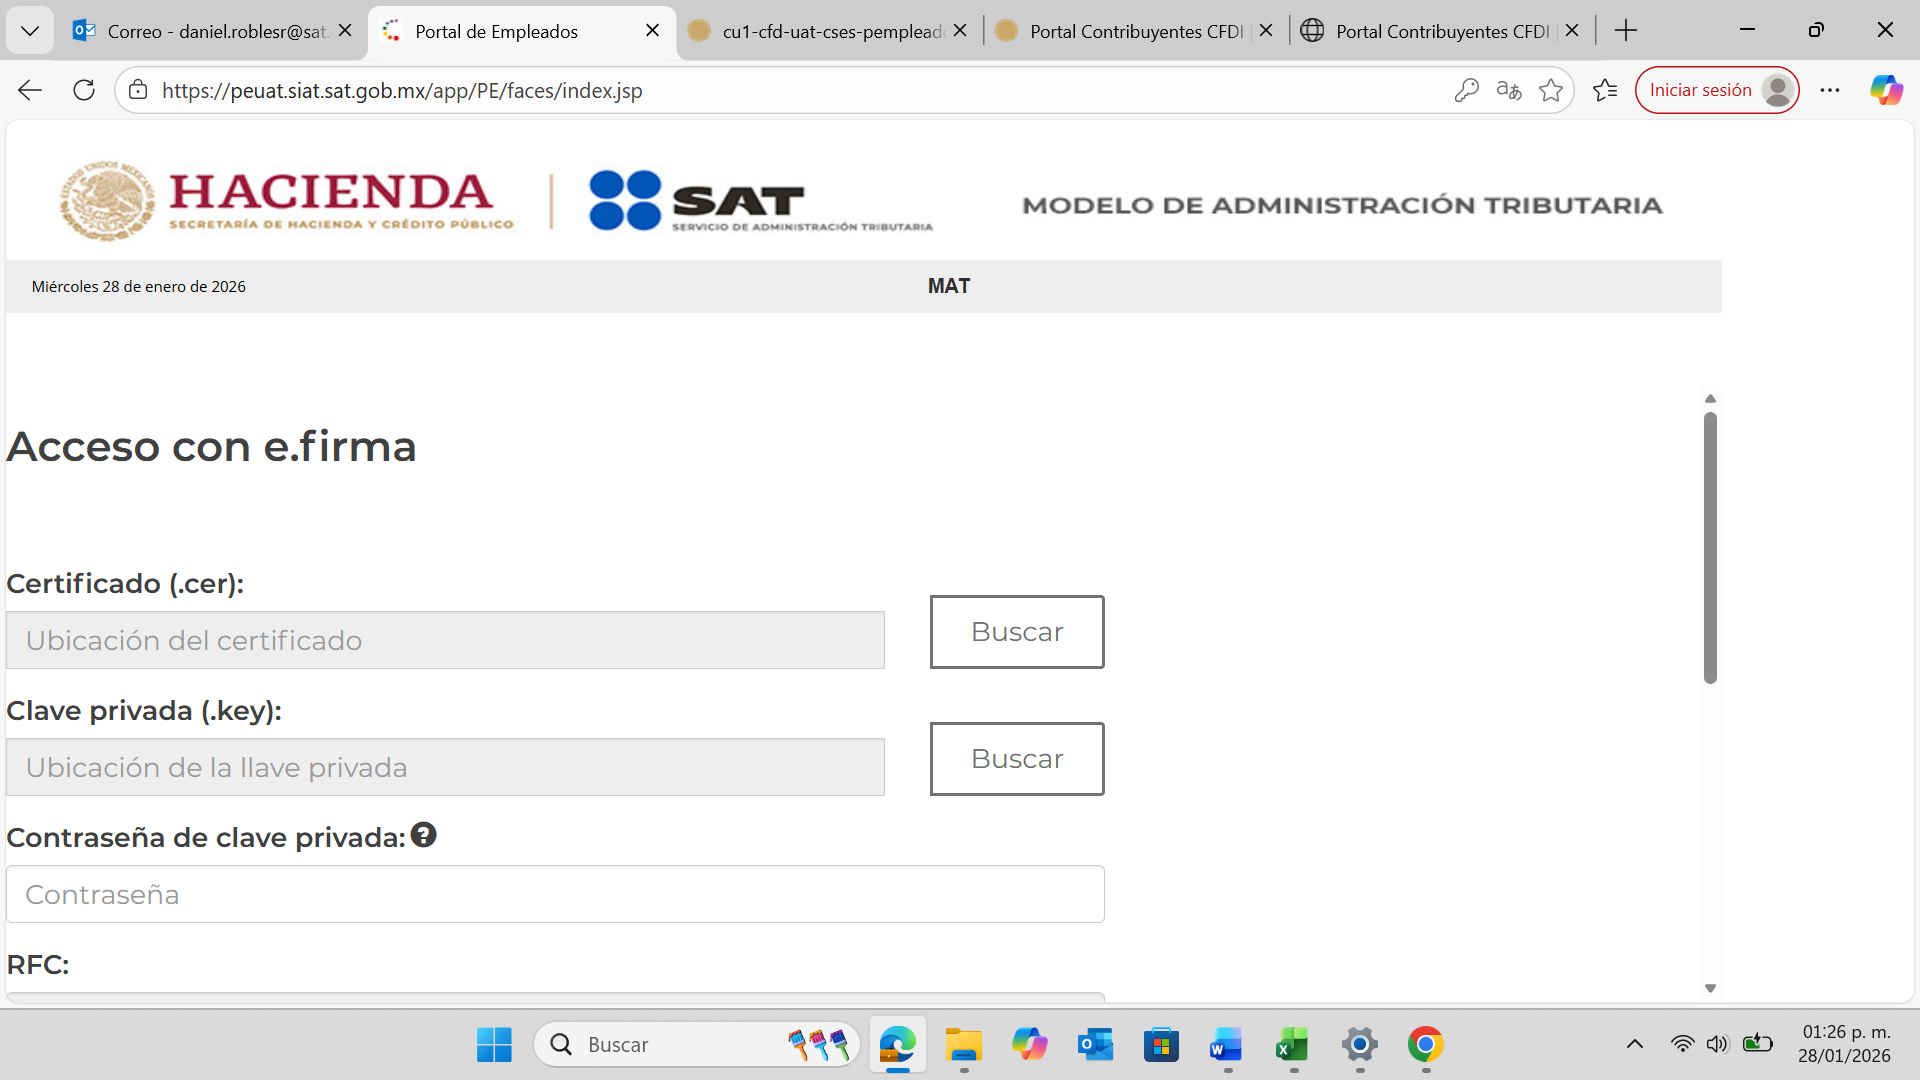 Correo - daniel.roblesr@sat.
Portal de Empleados
cu1-cfd-uat-cses-pemplead
Portal Contribuyentes CFDI
Portal Contribuyentes CFDI
https://peuat.siat.sat.gob.mx/app/PE/faces/index.jsp
Iniciar sesión
HACIENDA
SECRETARÍA DE HACIENDA Y CRÉDITO PÚBLICO
SAT
SERVICIO DE ADMINISTRACIÓN TRIBUTARIA
MODELO DE ADMINISTRACIÓN TRIBUTARIA
Miércoles 28 de enero de 2026
MAT
Acceso con e.firma
Certificado (.cer):
Ubicación del certificado
Buscar
Clave privada (.key):
Ubicación de la llave privada
Buscar
Contraseña de clave privada:
Contraseña
RFC:
Buscar
01:26 p. m.
28/01/2026